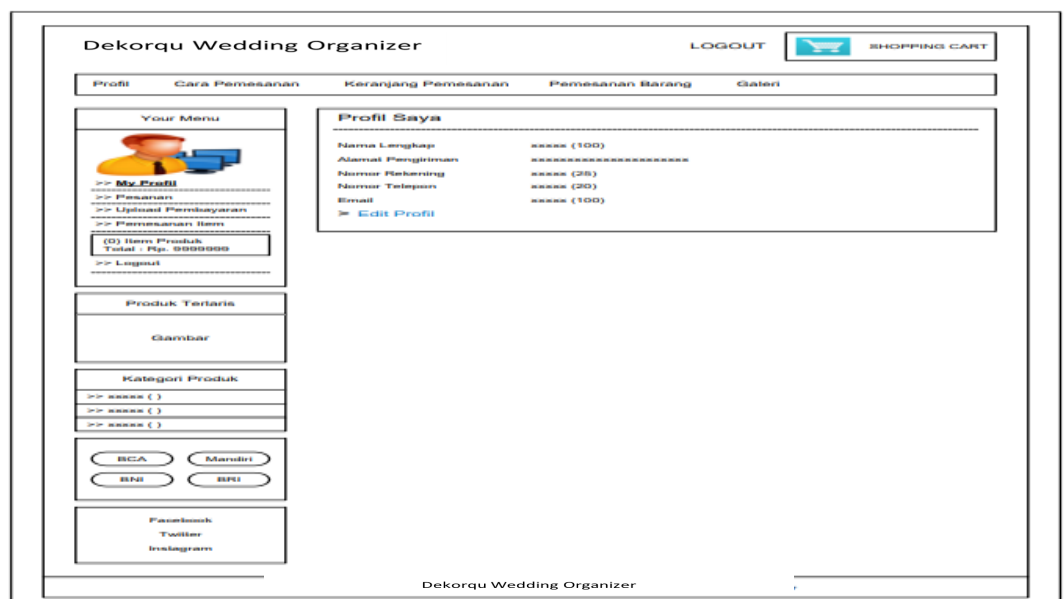 Dekorqu Wedding Organizer
LOGOUT
SHOPPING CART
Profil Cara Pemesanan Keranjang Pemesanan Pemesanan Barang Galeri
Your Menu
>> My Profil
>> Pesanan
>> Upload Pembayaran
>> Pemesanan Item
(0) Item Produk
Total : Rp. 9999999
>> Logout
Produk Terlaris
Gambar
Kategori Produk
>> xxxxx ( )
>> xxxxx ( )
>> xxxxx ( )
BCA Mandiri
BNI BRI
Facebook
Twitter
Instagram
Profil Saya
Nama Lengkap xxxxx (100)
Alamat Pengiriman xxxxxxxxxxxxxxxxxxxxxxx
Nomor Rekening xxxxx (25)
Nomor Telepon xxxxx (20)
Email xxxxx (100)
➢ Edit Profil
Dekorqu Wedding Organizer